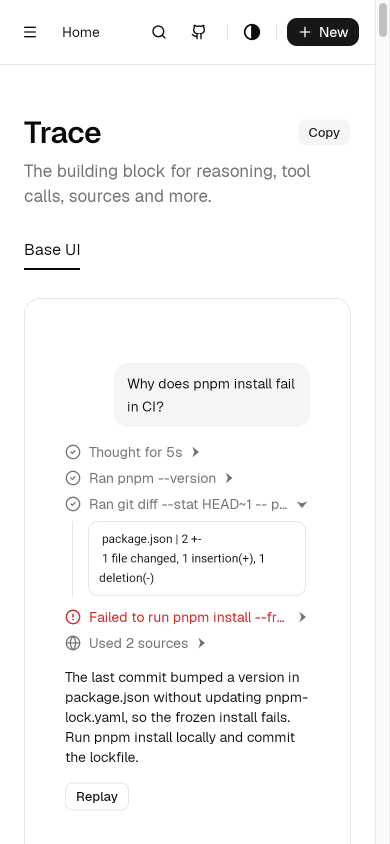 Home
New
Trace
Copy
The building block for reasoning, tool
calls, sources and more.
Base UI
Why does pnpm install fail
in CI?
Thought for 5s
Ran pnpm --version
Ran git diff --stat HEAD~1 -- p...
package.json | 2 +-
1 file changed, 1 insertion(+), 1
deletion(-)
Failed to run pnpm install --fr...
Used 2 sources
The last commit bumped a version in
package.json without updating pnpm-
lock.yaml, so the frozen install fails.
Run pnpm install locally and commit
the lockfile.
Replay